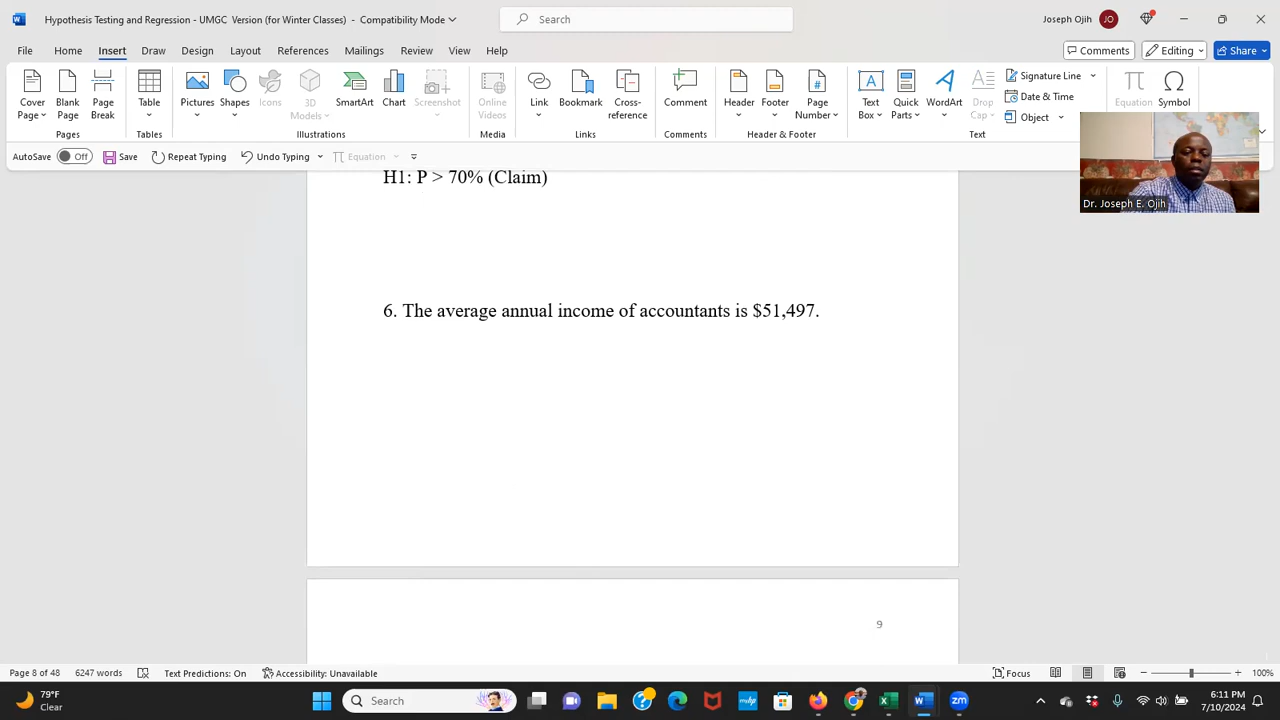 Hypothesis Testing and Regression - UMGC Version (for Winter Classes) - Compatibility Mode
Search
Joseph Ojih
JO
File Home Insert Draw Design Layout References Mailings Review View Help
Comments
Editing
Share
Cover Page
Blank Page
Page Break
Table
Pictures
Shapes
Icons
3D Models
SmartArt
Chart
Screenshot
Online Videos
Link
Bookmark
Cross-reference
Comment
Header
Footer
Page Number
Text Box
Quick Parts
WordArt
Drop Cap
Signature Line
Date & Time
Object
Equation
Symbol
Pages Tables Illustrations Media Links Comments Header & Footer Text
AutoSave Off Save Repeat Typing Undo Typing Equation
Dr. Joseph E. Ojih
H1: P > 70% (Claim)
6. The average annual income of accountants is $51,497.
9
Page 8 of 48 6247 words Text Predictions: On Accessibility: Unavailable Focus 100%
79°F
Clear
Search
6:11 PM
7/10/2024